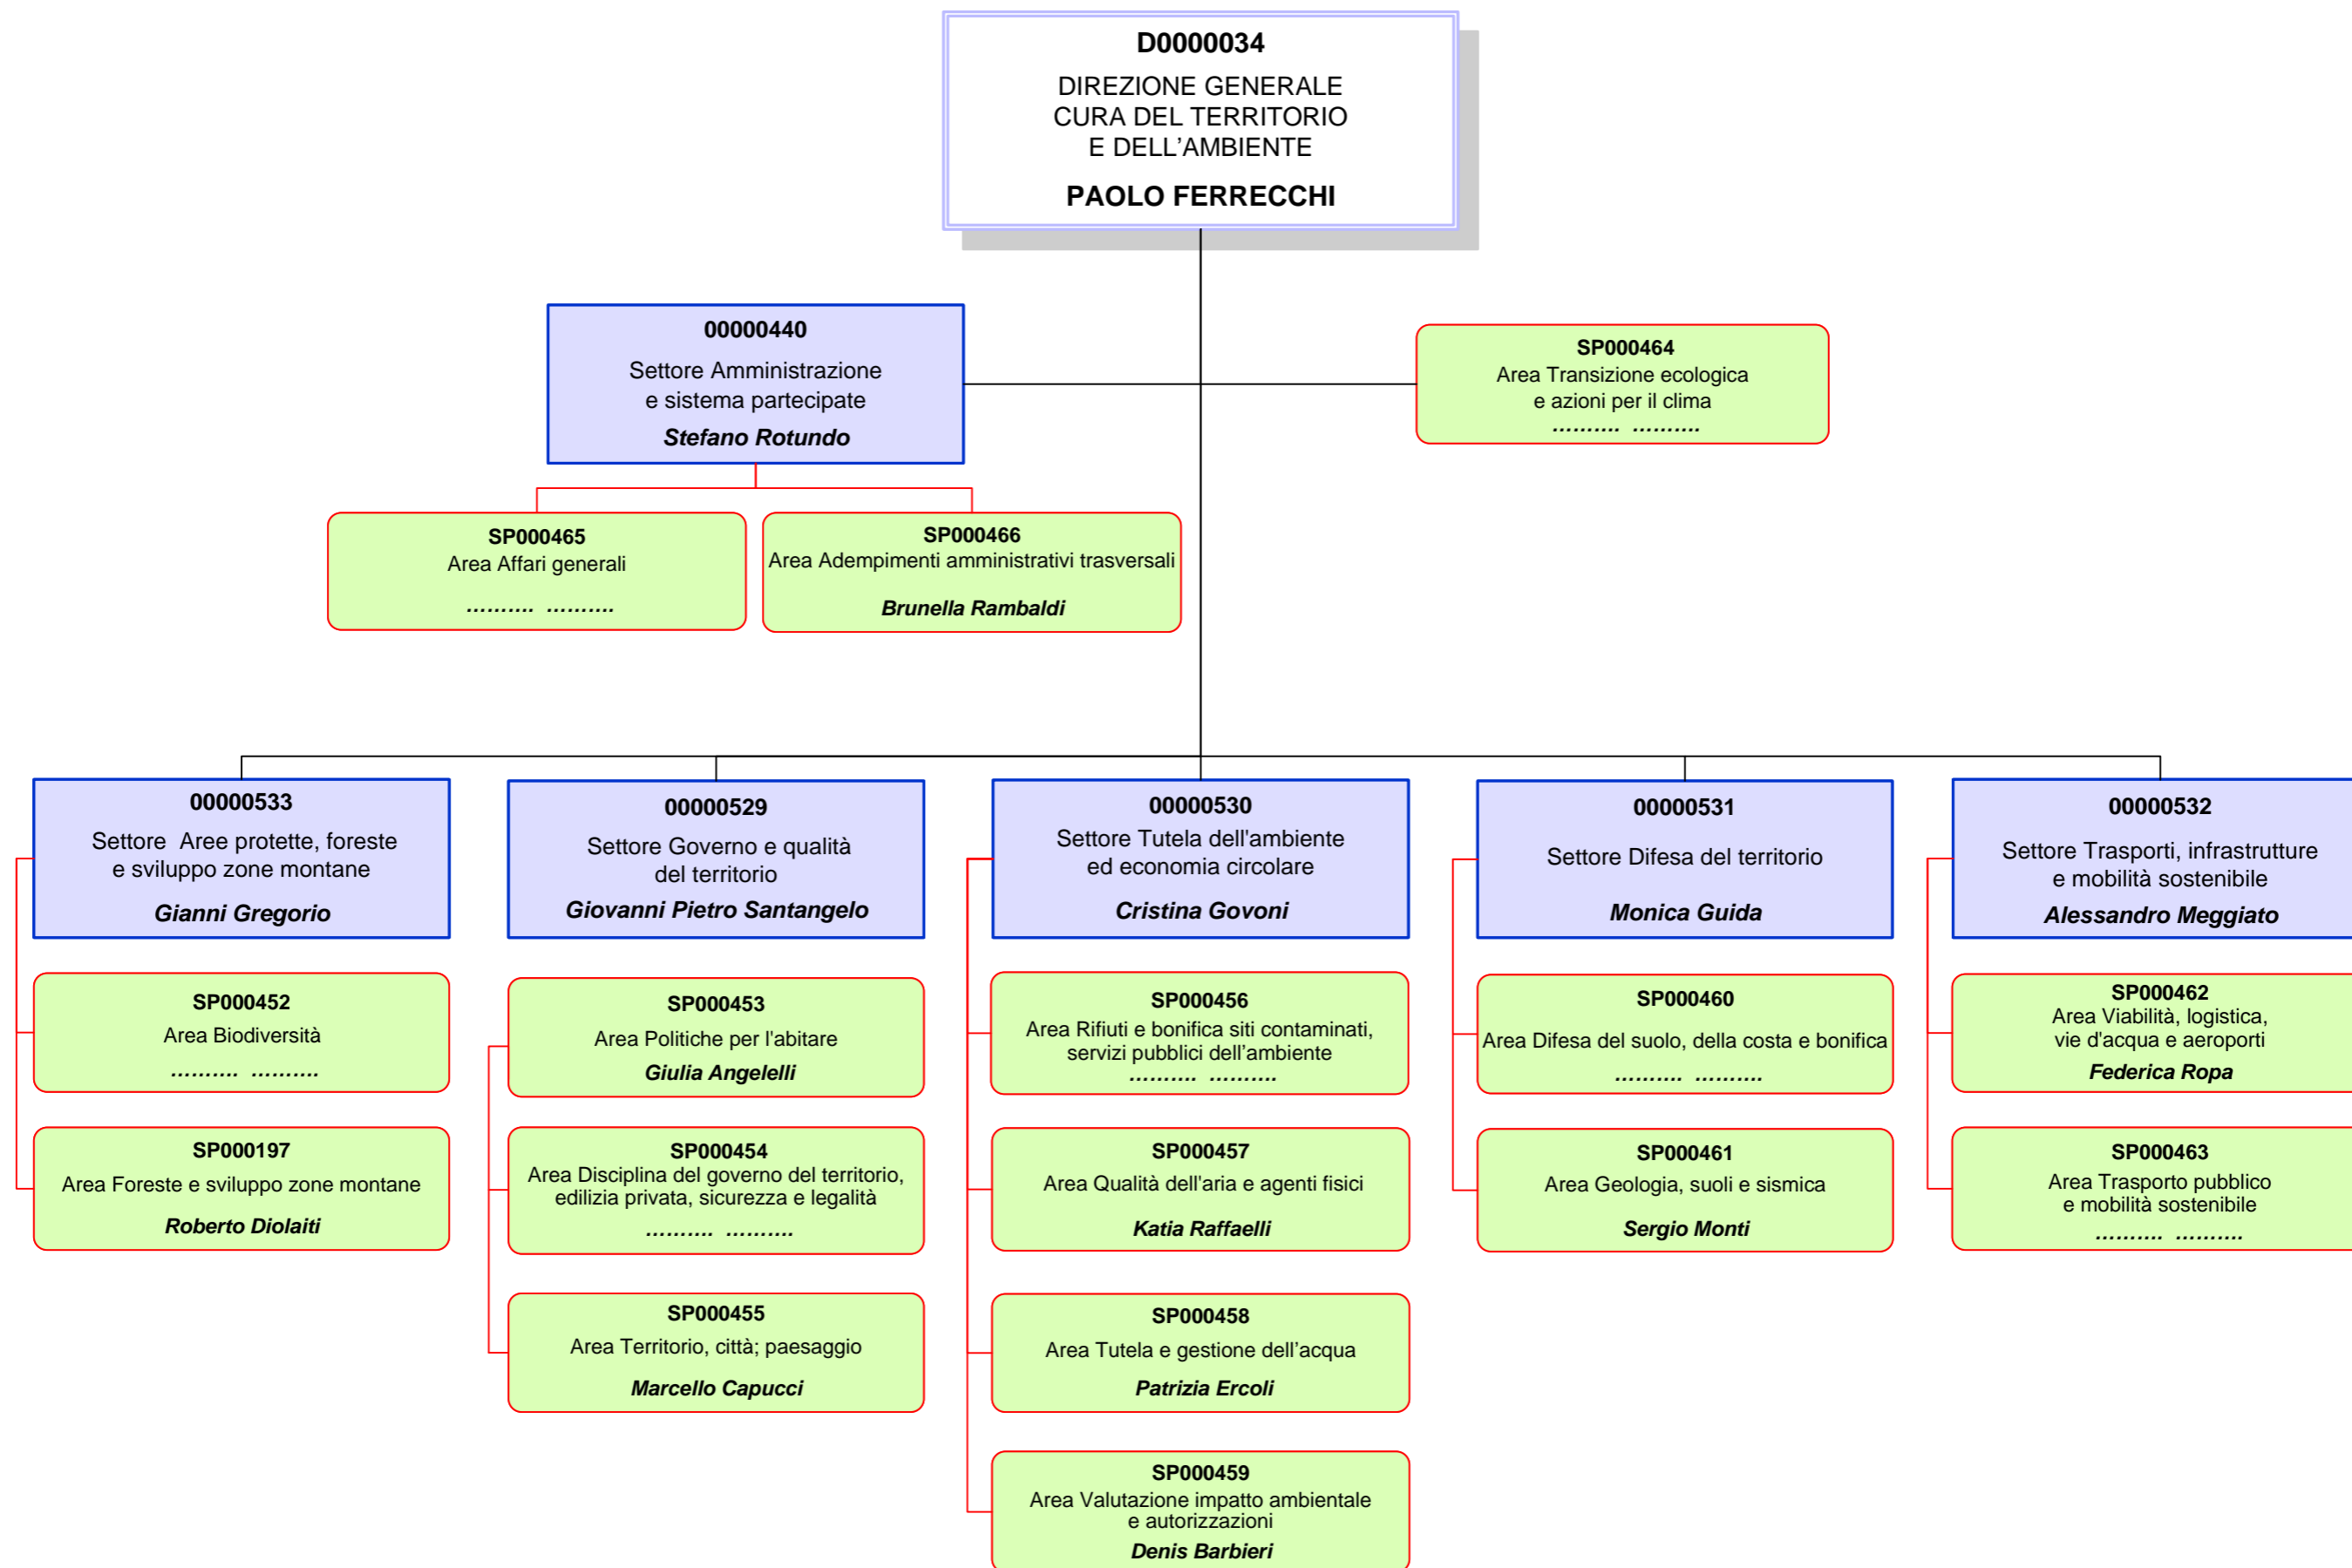 D0000034
DIREZIONE GENERALE
CURA DEL TERRITORIO
E DELL’AMBIENTE
PAOLO FERRECCHI
00000440
Settore Amministrazione
e sistema partecipate
Stefano Rotundo
SP000464
Area Transizione ecologica
e azioni per il clima
………. ……….
SP000465
Area Affari generali
………. ……….
SP000466
Area Adempimenti amministrativi trasversali
Brunella Rambaldi
00000533
Settore  Aree protette, foreste
e sviluppo zone montane
Gianni Gregorio
SP000452
Area Biodiversità
………. ……….
SP000197
Area Foreste e sviluppo zone montane
Roberto Diolaiti
00000529
Settore Governo e qualità
del territorio
Giovanni Pietro Santangelo
SP000453
Area Politiche per l'abitare
Giulia Angelelli
SP000454
Area Disciplina del governo del territorio,
edilizia privata, sicurezza e legalità
………. ……….
SP000455
Area Territorio, città; paesaggio
Marcello Capucci
00000530
Settore Tutela dell'ambiente
ed economia circolare
Cristina Govoni
SP000456
Area Rifiuti e bonifica siti contaminati,
servizi pubblici dell’ambiente
………. ……….
SP000457
Area Qualità dell'aria e agenti fisici
Katia Raffaelli
SP000458
Area Tutela e gestione dell’acqua
Patrizia Ercoli
SP000459
Area Valutazione impatto ambientale
e autorizzazioni
Denis Barbieri
00000531
Settore Difesa del territorio
Monica Guida
SP000460
Area Difesa del suolo, della costa e bonifica
………. ……….
SP000461
Area Geologia, suoli e sismica
Sergio Monti
00000532
Settore Trasporti, infrastrutture
e mobilità sostenibile
Alessandro Meggiato
SP000462
Area Viabilità, logistica,
vie d'acqua e aeroporti
Federica Ropa
SP000463
Area Trasporto pubblico
e mobilità sostenibile
………. ……….